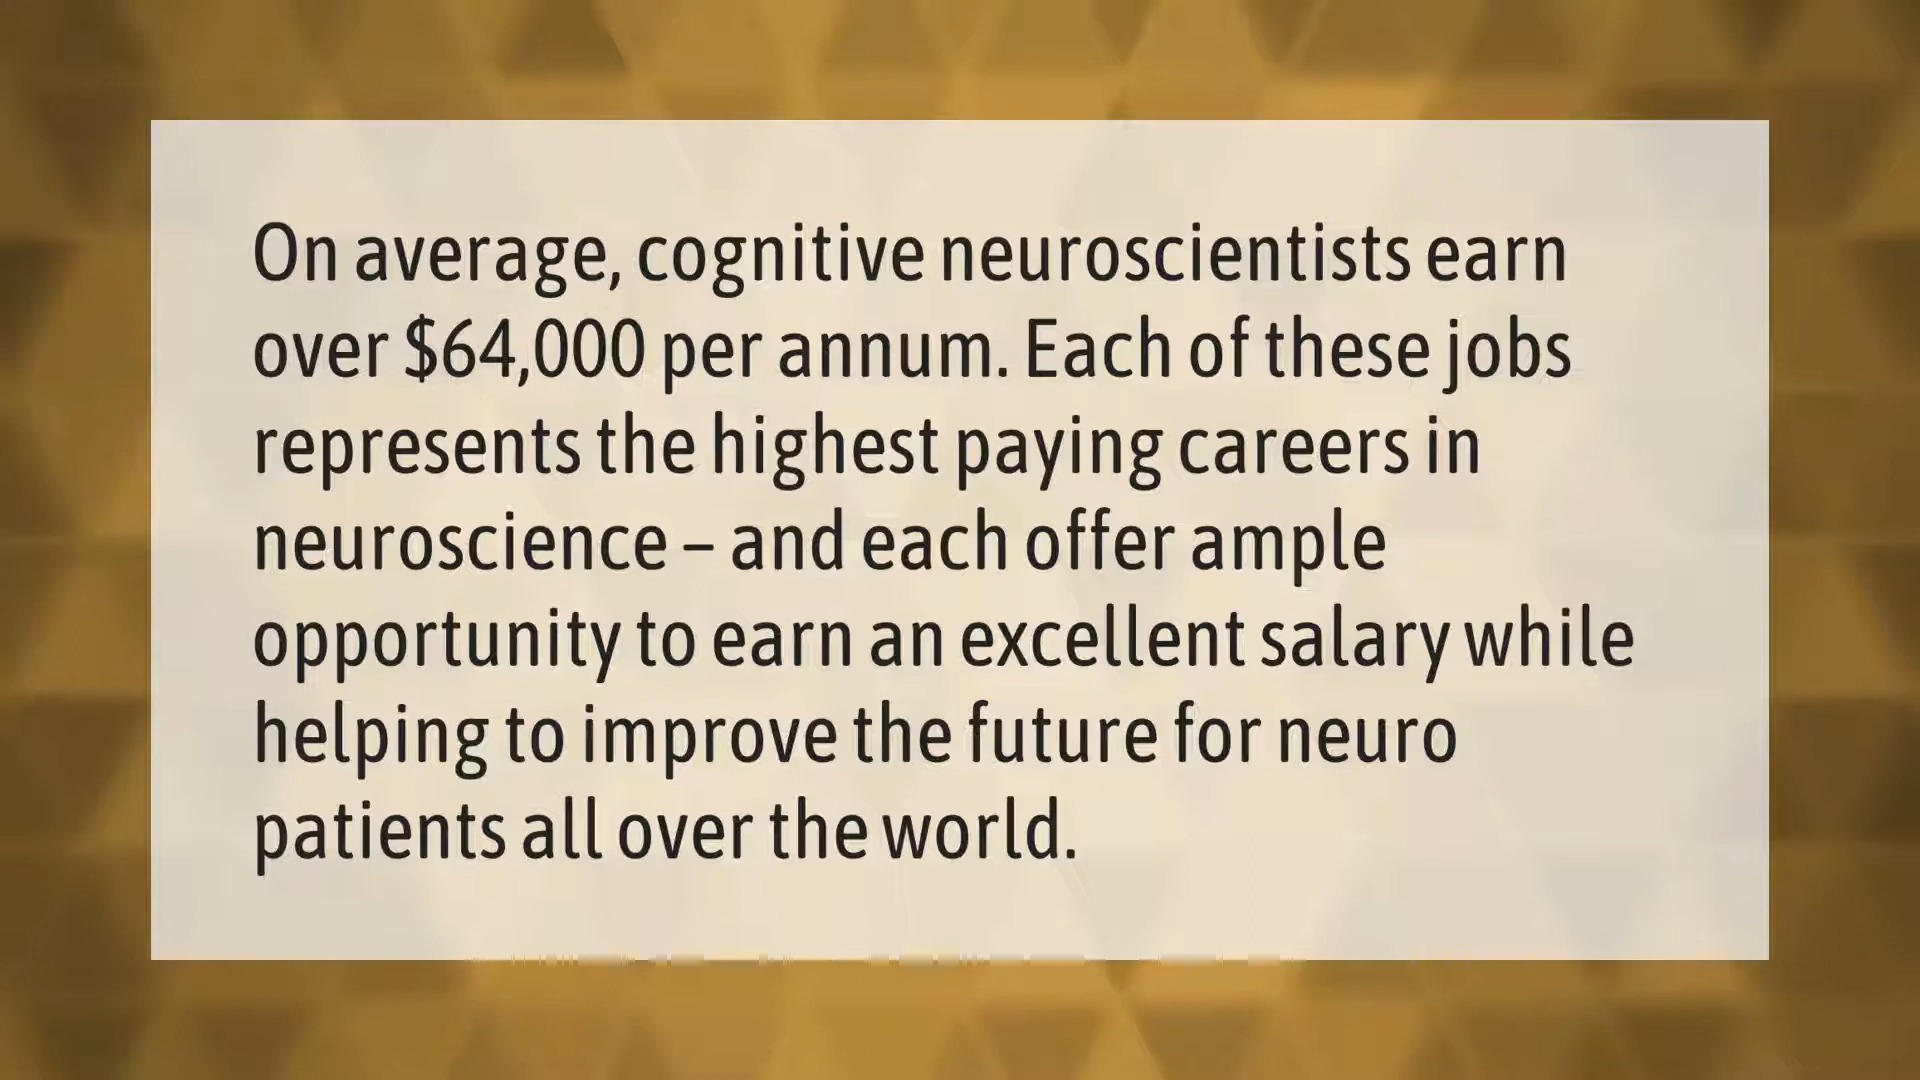 On average, cognitive neuroscientists earn
over $64,000 per annum. Each of these jobs
represents the highest paying careers in
neuroscience – and each offer ample
opportunity to earn an excellent salary while
helping to improve the future for neuro
patients all over the world.